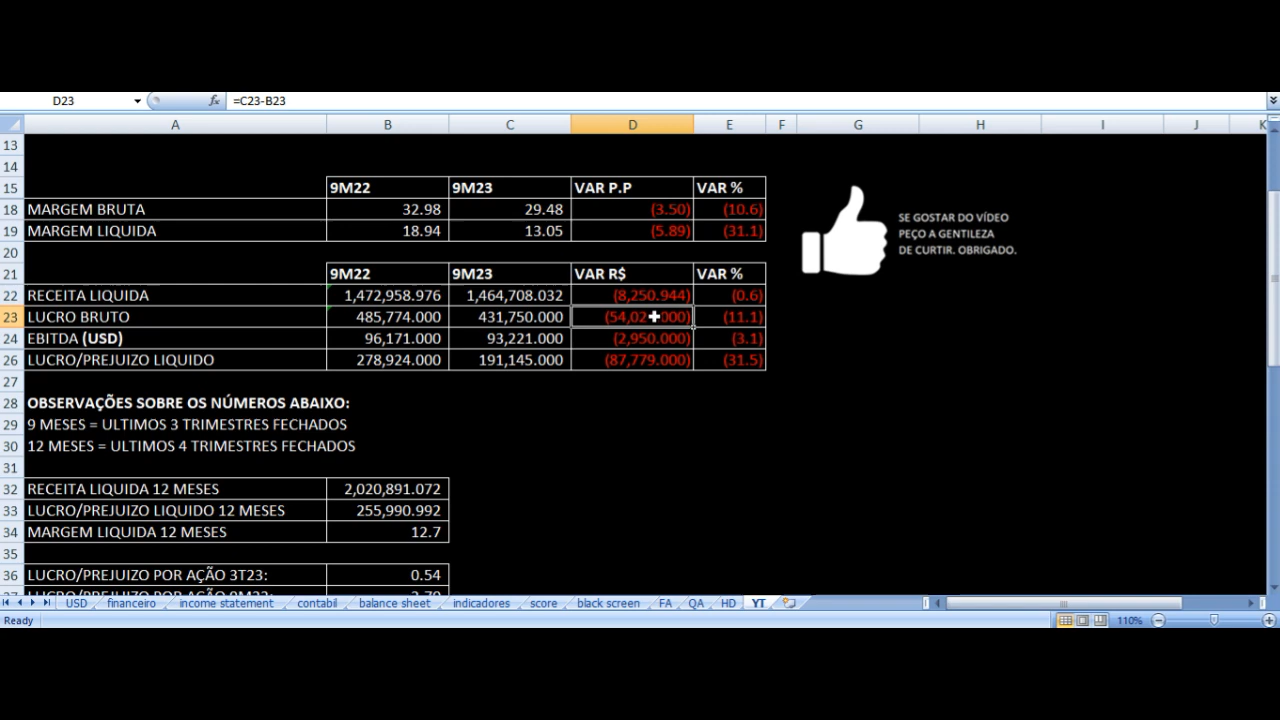 D23 =C23-B23
A B C D E F G H I J K
13
14
15 9M22 9M23 VAR P.P VAR %
18 MARGEM BRUTA 32.98 29.48 (3.50) (10.6)
19 MARGEM LIQUIDA 18.94 13.05 (5.89) (31.1)
SE GOSTAR DO VÍDEO
PEÇO A GENTILEZA
DE CURTIR. OBRIGADO.
20
21 9M22 9M23 VAR R$ VAR %
22 RECEITA LIQUIDA 1,472,958.976 1,464,708.032 (8,250.944) (0.6)
23 LUCRO BRUTO 485,774.000 431,750.000 (11.1)
24 EBITDA (USD) 96,171.000 93,221.000 (2,950.000) (3.1)
26 LUCRO/PREJUIZO LIQUIDO 278,924.000 191,145.000 (87,779.000) (31.5)
27
28 OBSERVAÇÕES SOBRE OS NÚMEROS ABAIXO:
29 9 MESES = ULTIMOS 3 TRIMESTRES FECHADOS
30 12 MESES = ULTIMOS 4 TRIMESTRES FECHADOS
31
32 RECEITA LIQUIDA 12 MESES 2,020,891.072
33 LUCRO/PREJUIZO LIQUIDO 12 MESES 255,990.992
34 MARGEM LIQUIDA 12 MESES 12.7
35
36 LUCRO/PREJUIZO POR AÇÃO 3T23: 0.54
USD financeiro income statement contabil balance sheet indicadores score black screen FA QA HD YT
Ready 110%